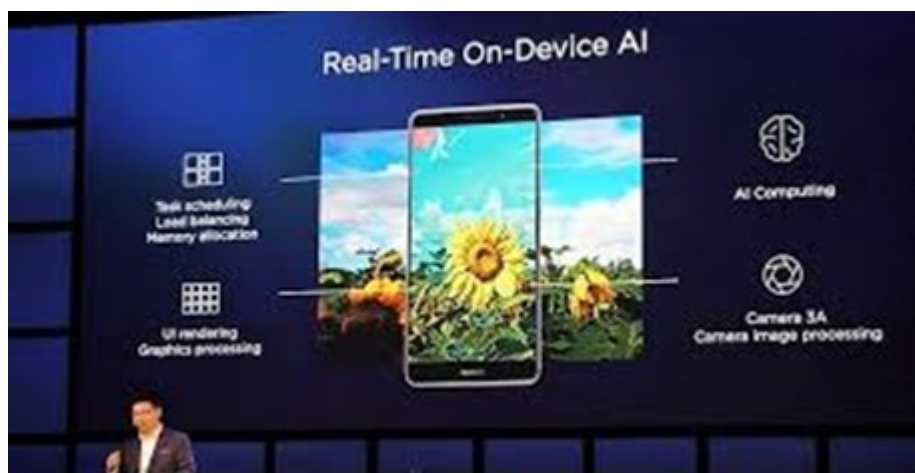 Real-Time On-Device AI
Task scheduling
Load balancing
Memory allocation
AI Computing
UI rendering
Graphics processing
Camera 3A
Camera image processing